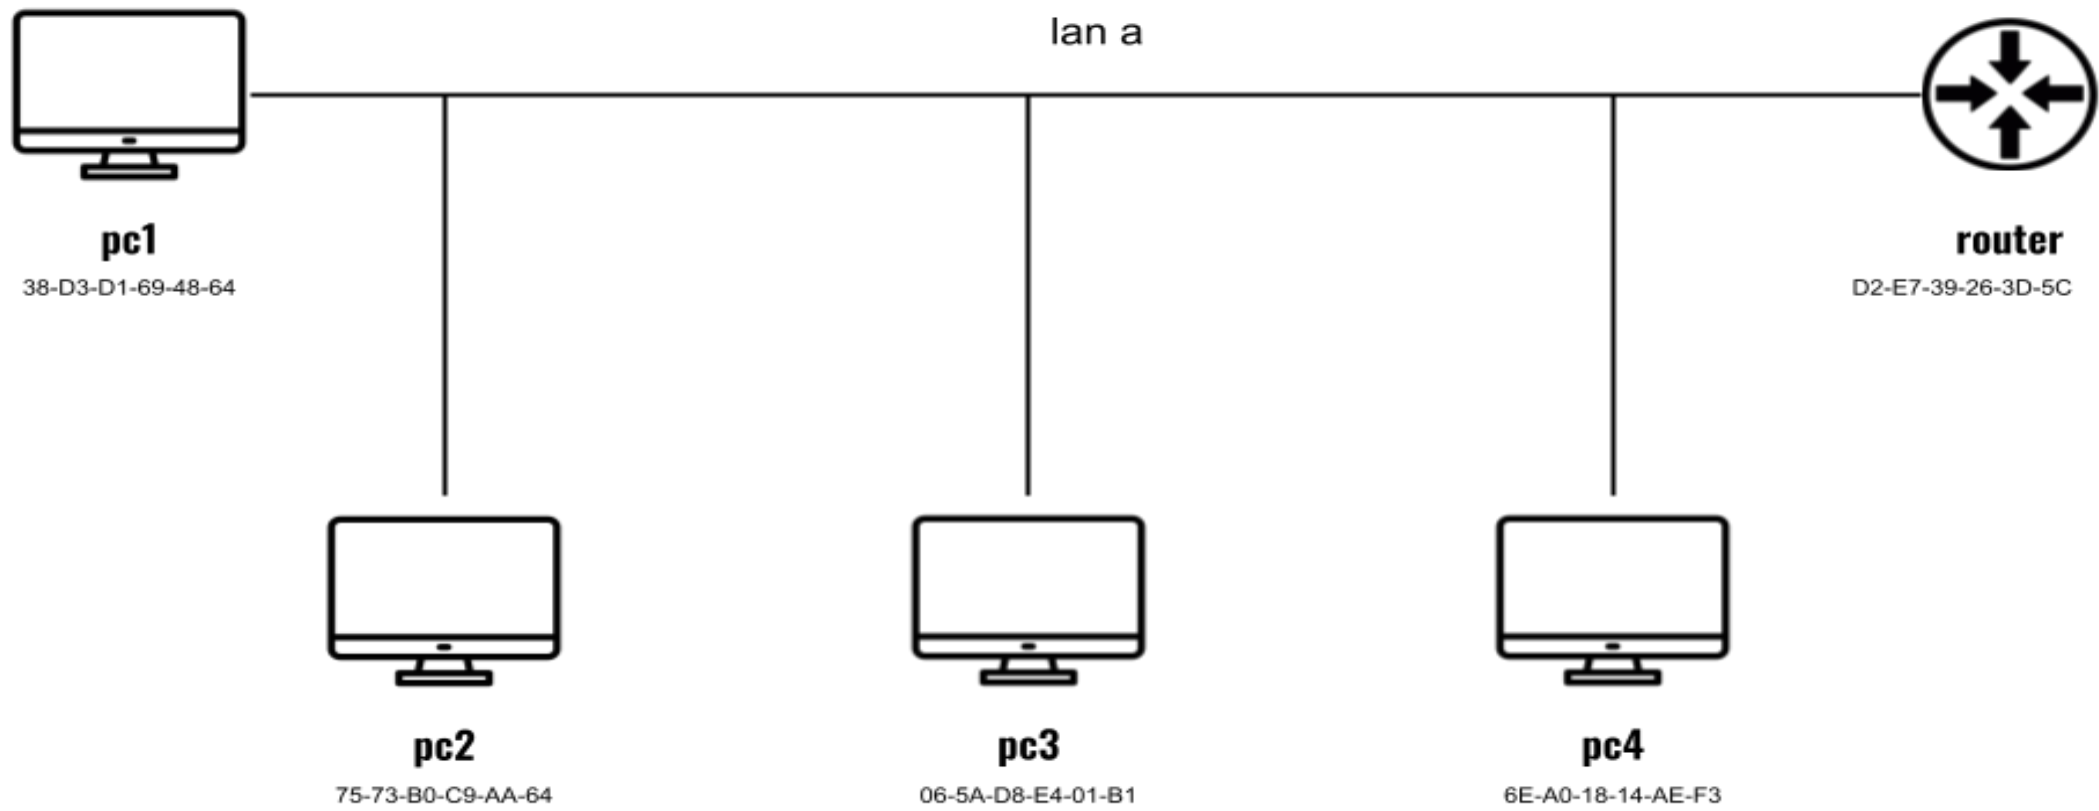 lan a
pc1
38-D3-D1-69-48-64
router
D2-E7-39-26-3D-5C
pc2
75-73-B0-C9-AA-64
pc3
06-5A-D8-E4-01-B1
pc4
6E-A0-18-14-AE-F3